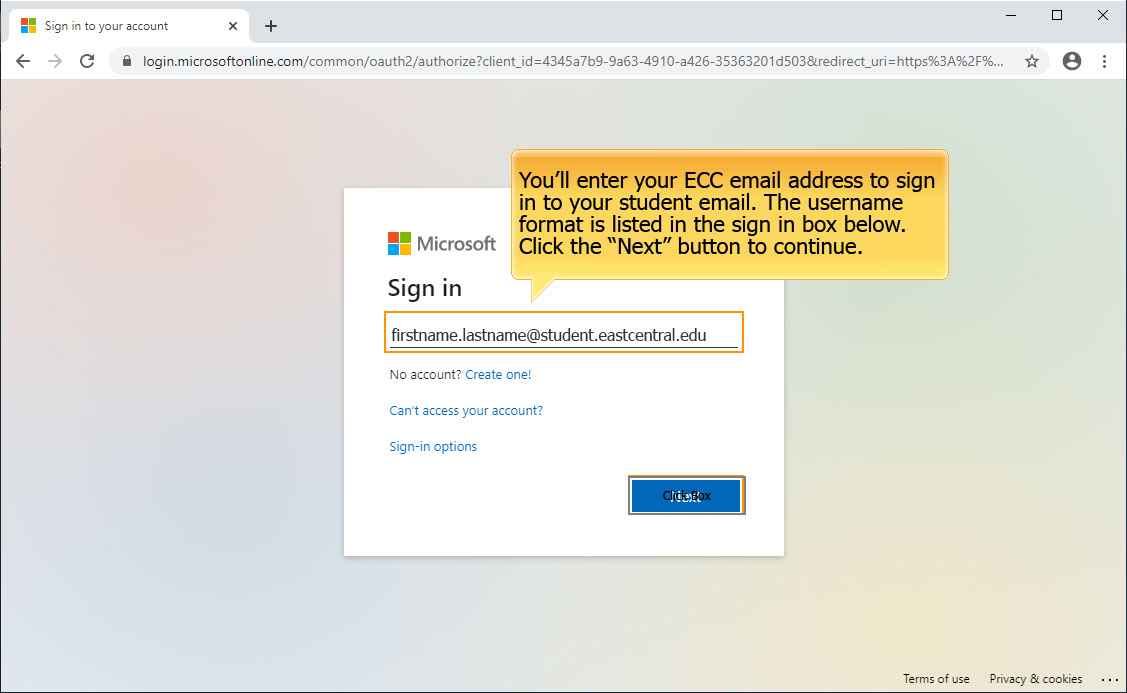 Sign in to your account
login.microsoftonline.com/common/oauth2/authorize?client_id=4345a7b9-9a63-4910-a426-35363201d503&redirect_uri=https%3A%2F%...
You’ll enter your ECC email address to sign
in to your student email. The username
format is listed in the sign in box below.
Click the “Next” button to continue.
Microsoft
Sign in
firstname.lastname@student.eastcentral.edu
No account? Create one!
Can’t access your account?
Sign-in options
Click Box
Next
Terms of use Privacy & cookies ...